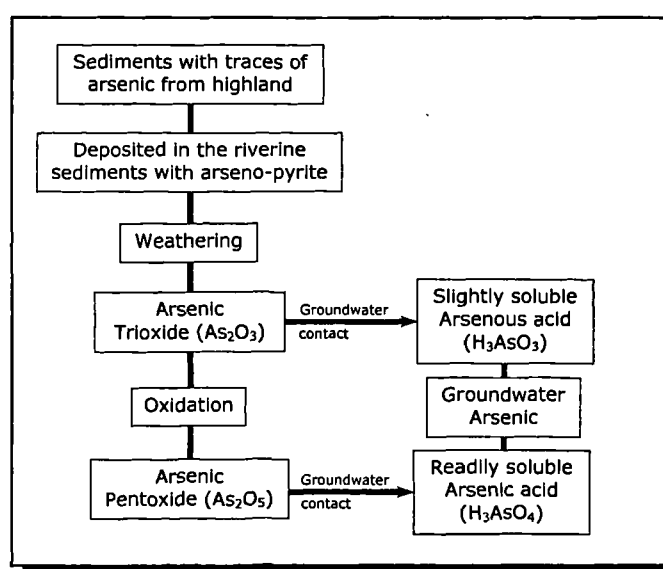 Sediments with traces of
arsenic from highland
Deposited in the riverine
sediments with arseno-pyrite
Weathering
Arsenic
Trioxide (As₂O₃)
Groundwater
contact
Slightly soluble
Arsenous acid
(H₃AsO₃)
Oxidation
Groundwater
Arsenic
Arsenic
Pentoxide (As₂O₅)
Groundwater
contact
Readily soluble
Arsenic acid
(H₃AsO₄)